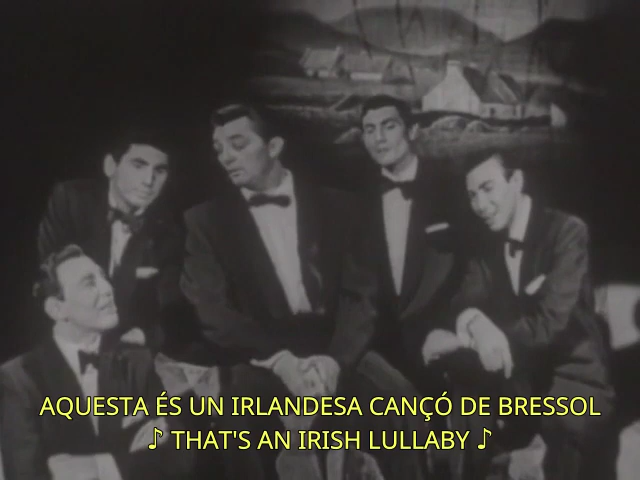 AQUESTA ÉS UN IRLANDESA CANÇÓ DE BRESSOL
♪ THAT'S AN IRISH LULLABY ♪